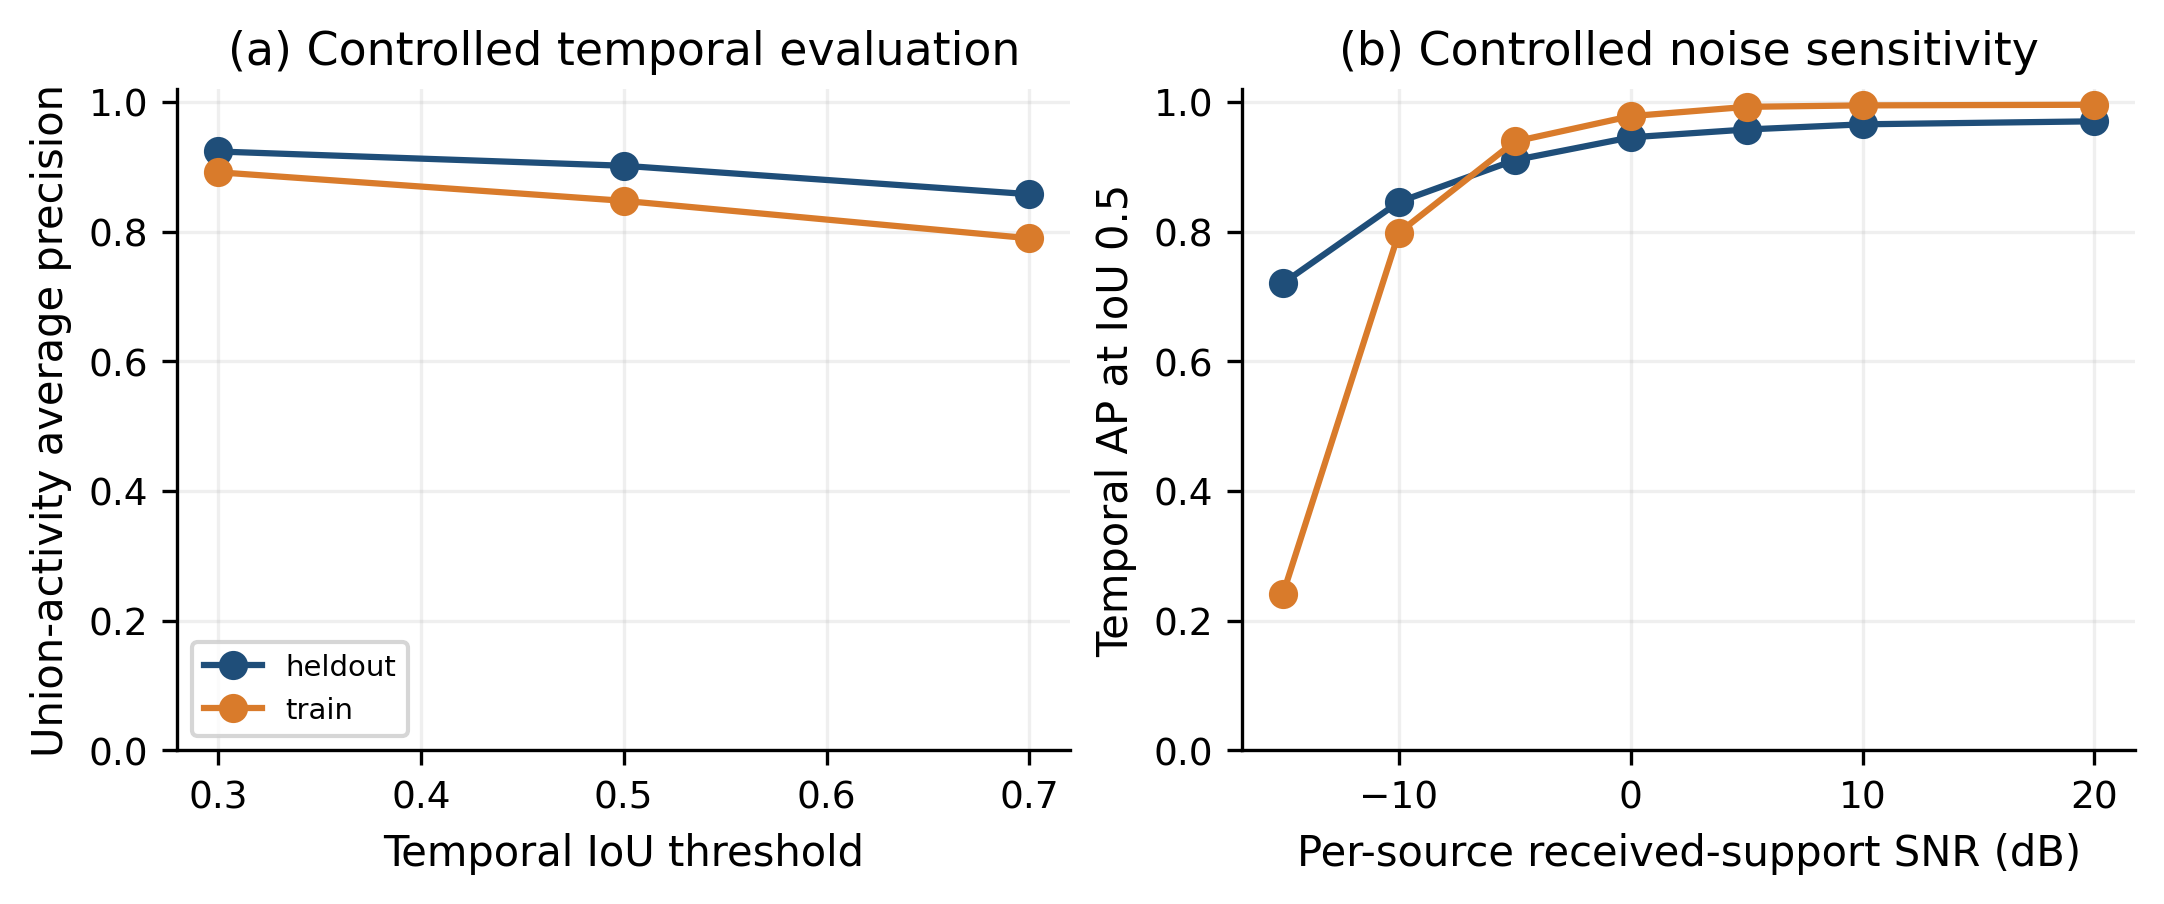 (a) Controlled temporal evaluation
Union-activity average precision
1.0
0.8
0.6
0.4
0.2
0.0
heldout
train
0.3 0.4 0.5 0.6 0.7
Temporal IoU threshold
(b) Controlled noise sensitivity
Temporal AP at IoU 0.5
1.0
0.8
0.6
0.4
0.2
0.0
−10 0 10 20
Per-source received-support SNR (dB)